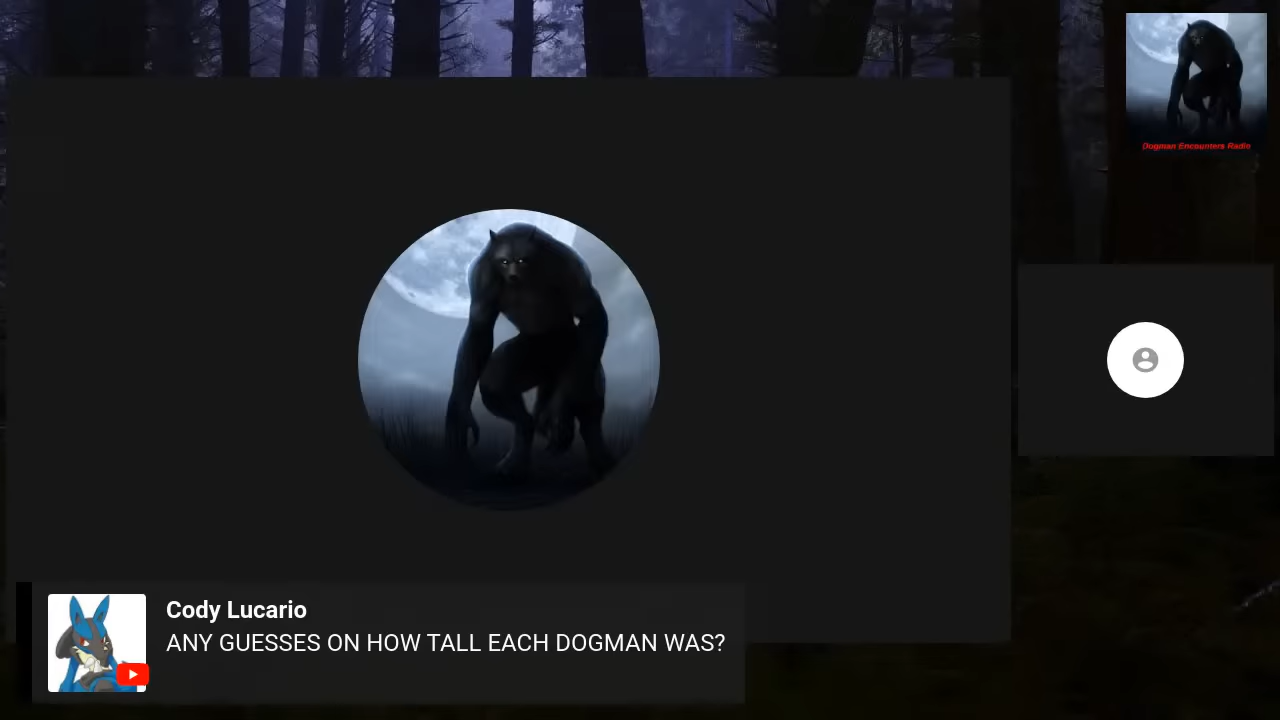 Dogman Encounters Radio
Cody Lucario
ANY GUESSES ON HOW TALL EACH DOGMAN WAS?